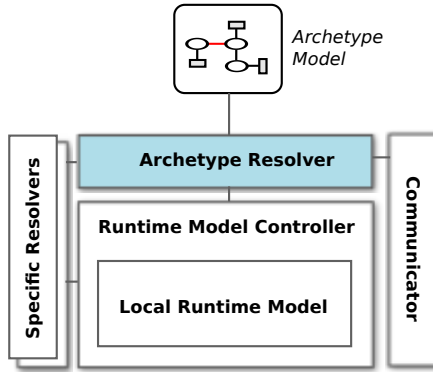 Archetype
Model
Archetype Resolver
Specific Resolvers
Runtime Model Controller
Local Runtime Model
Communicator